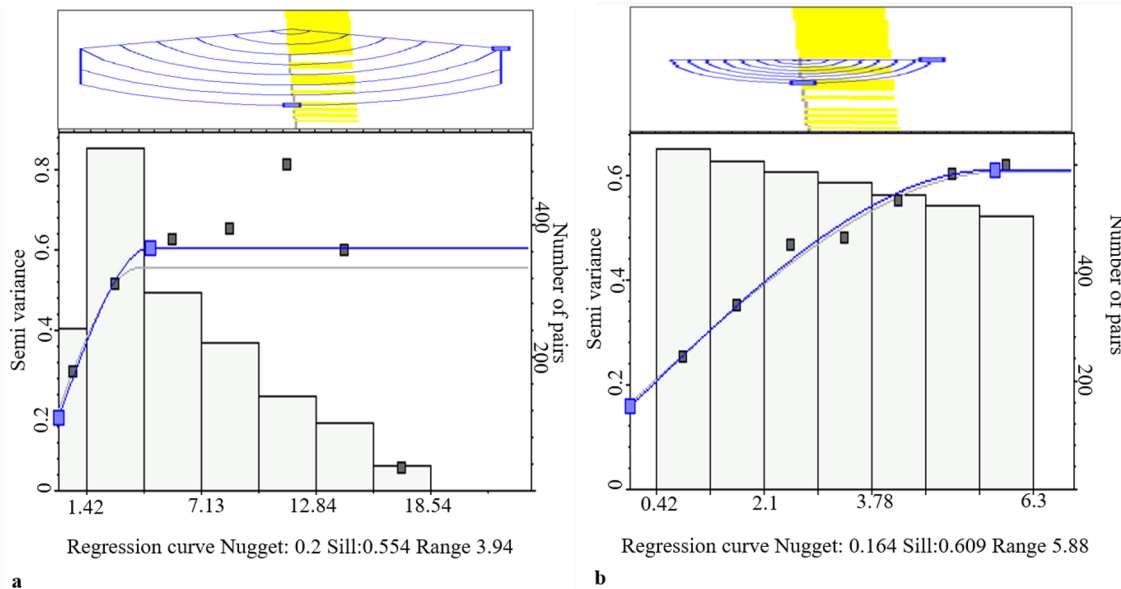 0.8
0.6
0.4
0.2
0
Semi variance
400
200
Number of pairs
1.42
7.13
12.84
18.54
Regression curve Nugget: 0.2 Sill:0.554 Range 3.94
a
0.6
0.4
0.2
0
Semi variance
400
200
Number of pairs
0.42
2.1
3.78
6.3
Regression curve Nugget: 0.164 Sill:0.609 Range 5.88
b